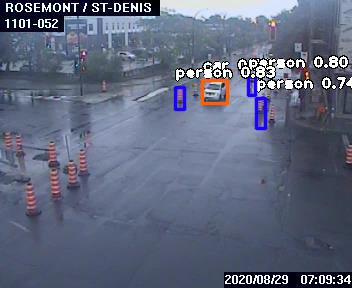 ROSEMONT / ST-DENIS
1101-052
person 0.80
person 0.83
person 0.74
2020/08/29 07:09:34